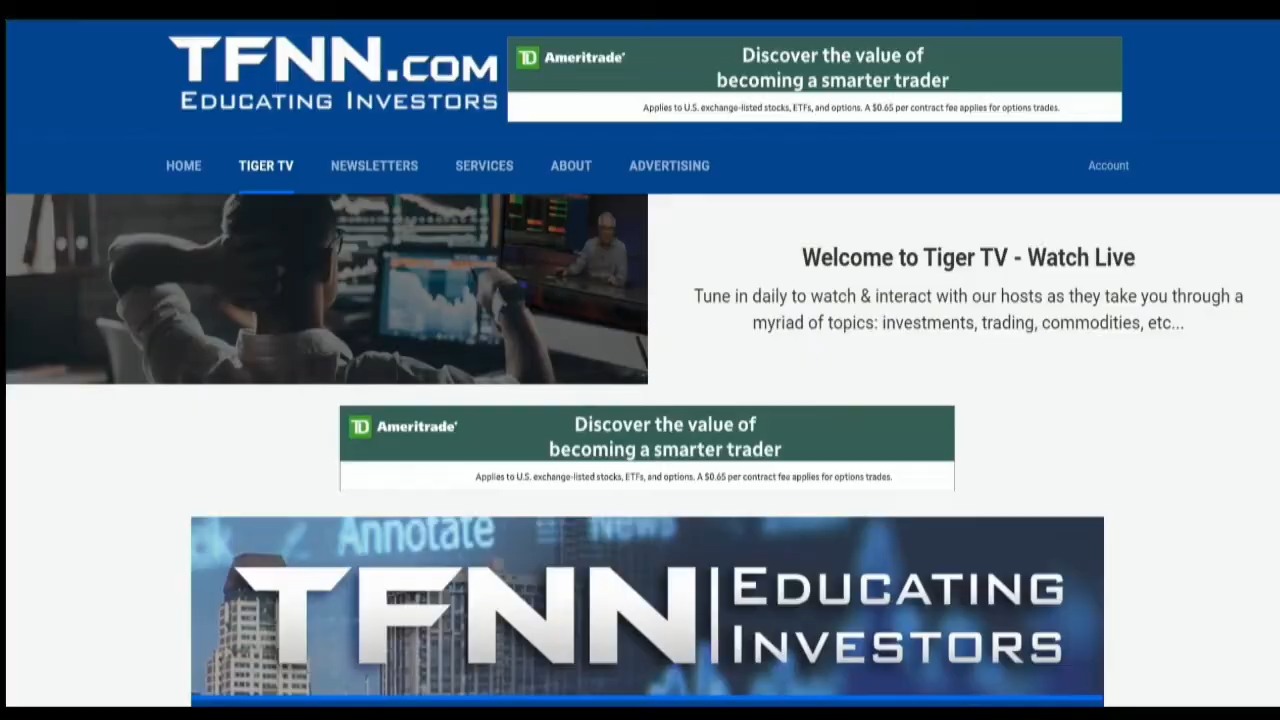 TFNN.COM
EDUCATING INVESTORS
TD Ameritrade
Discover the value of
becoming a smarter trader
Applies to U.S. exchange-listed stocks, ETFs, and options. A $0.65 per contract fee applies for options trades.
HOME TIGER TV NEWSLETTERS SERVICES ABOUT ADVERTISING Account
Welcome to Tiger TV - Watch Live
Tune in daily to watch & interact with our hosts as they take you through a
myriad of topics: investments, trading, commodities, etc...
TD Ameritrade
Discover the value of
becoming a smarter trader
Applies to U.S. exchange-listed stocks, ETFs, and options. A $0.65 per contract fee applies for options trades.
Annotate News
TFNN EDUCATING
INVESTORS